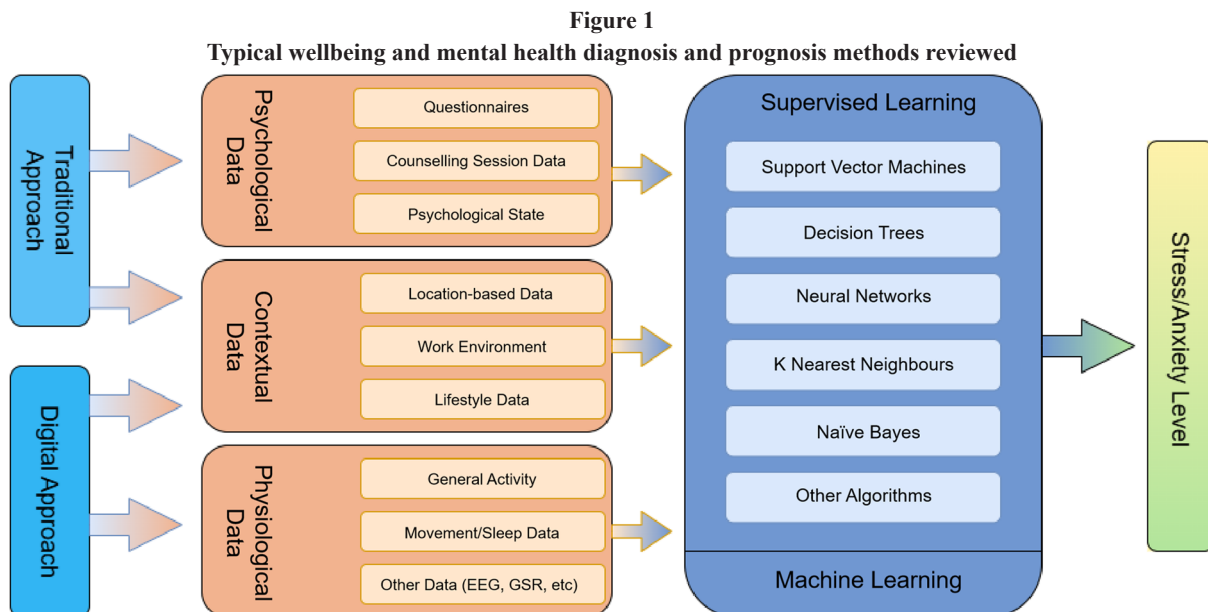 Figure 1
Typical wellbeing and mental health diagnosis and prognosis methods reviewed
Traditional
Approach
Digital Approach
Psychological
Data
Questionnaires
Counselling Session Data
Psychological State
Contextual
Data
Location-based Data
Work Environment
Lifestyle Data
Physiological
Data
General Activity
Movement/Sleep Data
Other Data (EEG, GSR, etc)
Supervised Learning
Support Vector Machines
Decision Trees
Neural Networks
K Nearest Neighbours
Naïve Bayes
Other Algorithms
Machine Learning
Stress/Anxiety Level